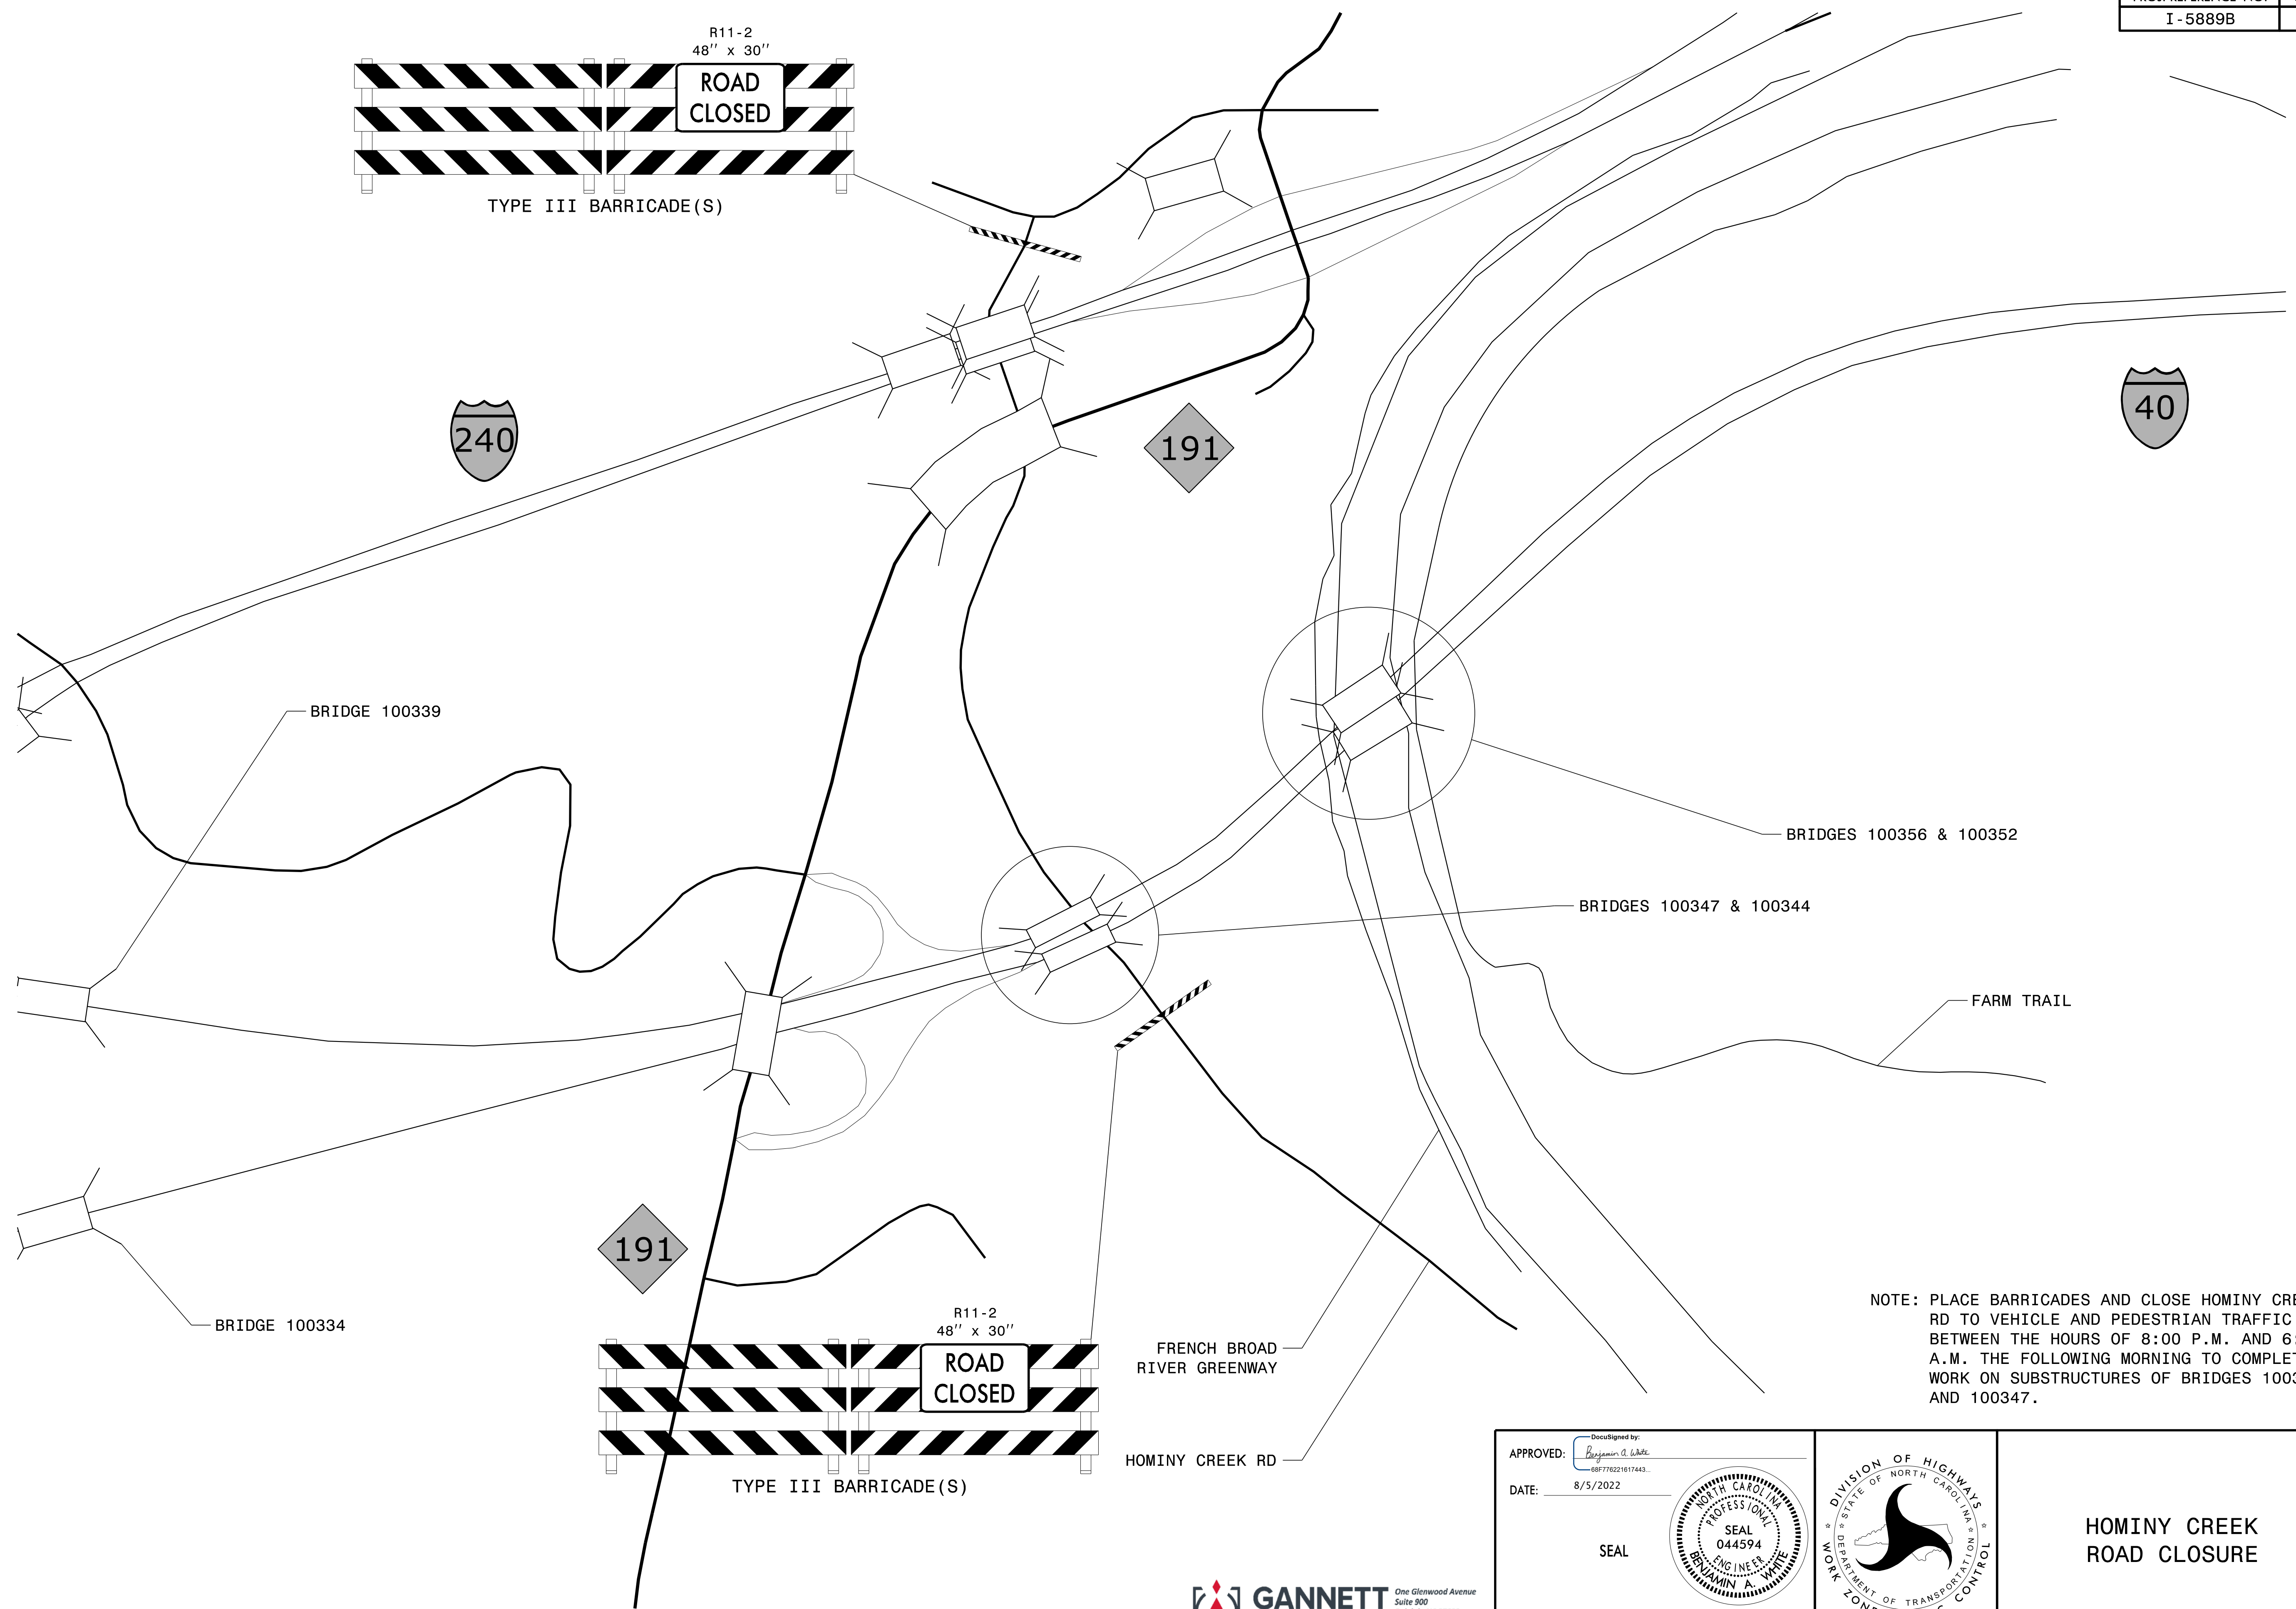 I-5889B
R11-2
48'' x 30''
ROAD
CLOSED
TYPE III BARRICADE(S)
240
191
40
BRIDGE 100339
BRIDGES 100356 & 100352
BRIDGES 100347 & 100344
FARM TRAIL
191
BRIDGE 100334
R11-2
48'' x 30''
ROAD
CLOSED
TYPE III BARRICADE(S)
FRENCH BROAD
RIVER GREENWAY
HOMINY CREEK RD
NOTE: PLACE BARRICADES AND CLOSE HOMINY
RD TO VEHICLE AND PEDESTRIAN TRAFFIC
BETWEEN THE HOURS OF 8:00 P.M. AND
A.M. THE FOLLOWING MORNING TO
WORK ON SUBSTRUCTURES OF BRIDGES
AND 100347.
APPROVED:
DocuSigned by:
Benjamin A. White
68F776221617443...
DATE: 8/5/2022
SEAL
NORTH CAROLINA
PROFESSIONAL
SEAL
044594
ENGINEER
BENJAMIN A. WHITE
DIVISION OF HIGHWAYS
STATE OF NORTH CAROLINA
DEPARTMENT OF TRANSPORTATION
WORK CONTROL
HOMINY CREEK
ROAD CLOSURE
GANNETT
One Glenwood Avenue
Suite 900